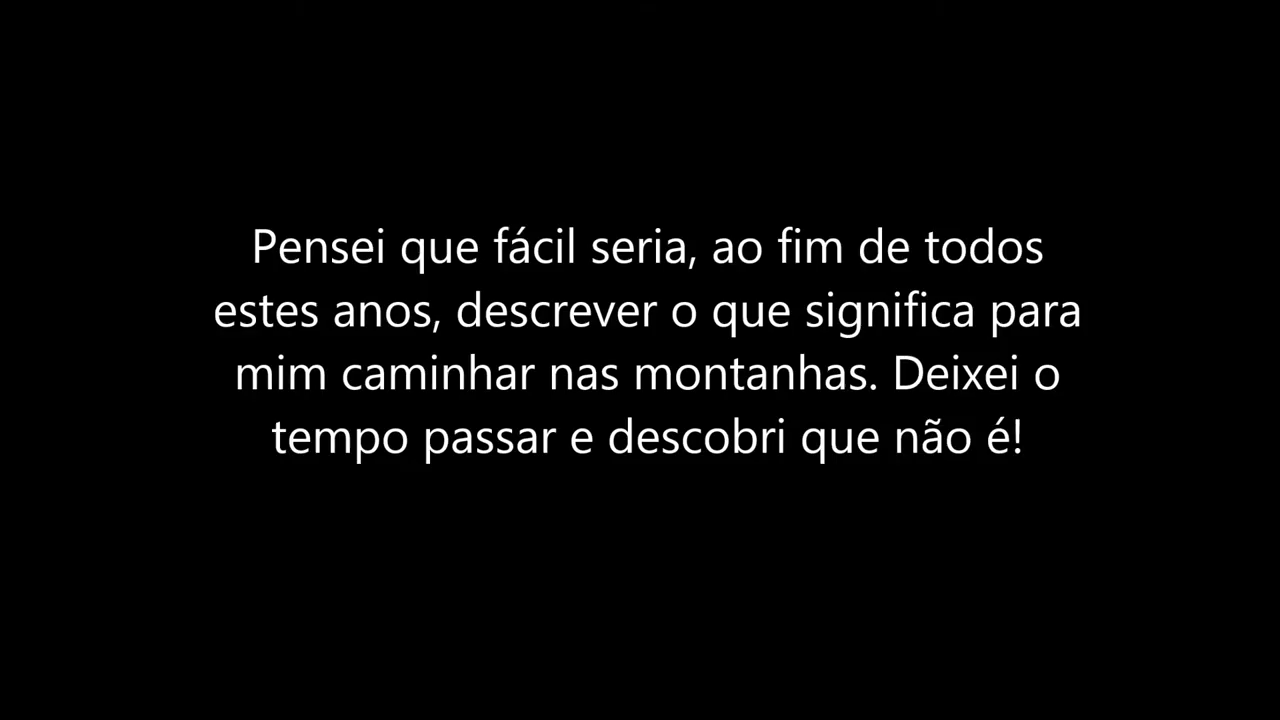 Pensei que fácil seria, ao fim de todos
estes anos, descrever o que significa para
mim caminhar nas montanhas. Deixei o
tempo passar e descobri que não é!